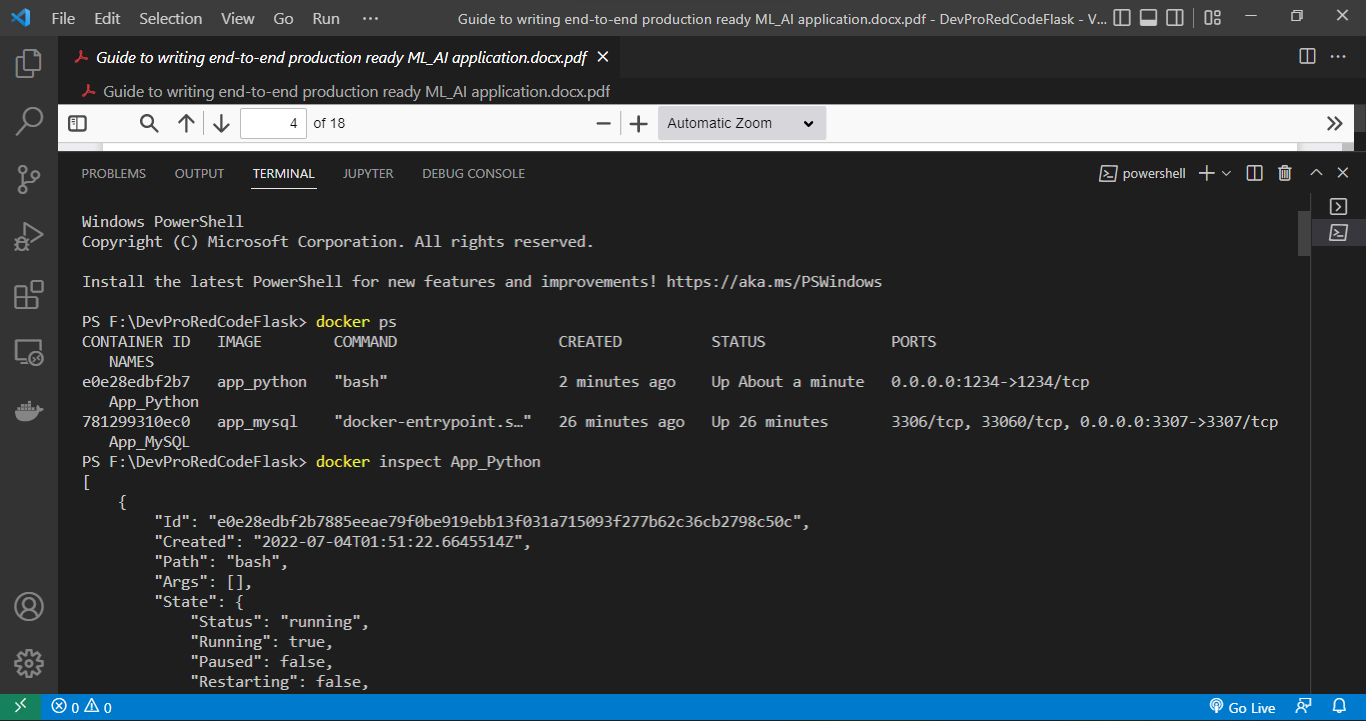 File Edit Selection View Go Run ··· Guide to writing end-to-end production ready ML_AI application.docx.pdf - DevProRedCodeFlask - V...
Guide to writing end-to-end production ready ML_AI application.docx.pdf
Guide to writing end-to-end production ready ML_AI application.docx.pdf
4 of 18 Automatic Zoom
PROBLEMS OUTPUT TERMINAL JUPYTER DEBUG CONSOLE powershell
Windows PowerShell
Copyright (C) Microsoft Corporation. All rights reserved.
Install the latest PowerShell for new features and improvements! https://aka.ms/PSWindows
PS F:\DevProRedCodeFlask> docker ps
CONTAINER ID   IMAGE        COMMAND                  CREATED          STATUS              PORTS
   NAMES
e0e28edbf2b7   app_python   "bash"                   2 minutes ago    Up About a minute   0.0.0.0:1234->1234/tcp
   App_Python
781299310ec0   app_mysql    "docker-entrypoint.s…"   26 minutes ago   Up 26 minutes       3306/tcp, 33060/tcp, 0.0.0.0:3307->3307/tcp
   App_MySQL
PS F:\DevProRedCodeFlask> docker inspect App_Python
[
    {
        "Id": "e0e28edbf2b7885eeae79f0be919ebb13f031a715093f277b62c36cb2798c50c",
        "Created": "2022-07-04T01:51:22.6645514Z",
        "Path": "bash",
        "Args": [],
        "State": {
            "Status": "running",
            "Running": true,
            "Paused": false,
            "Restarting": false,
0 0 Go Live